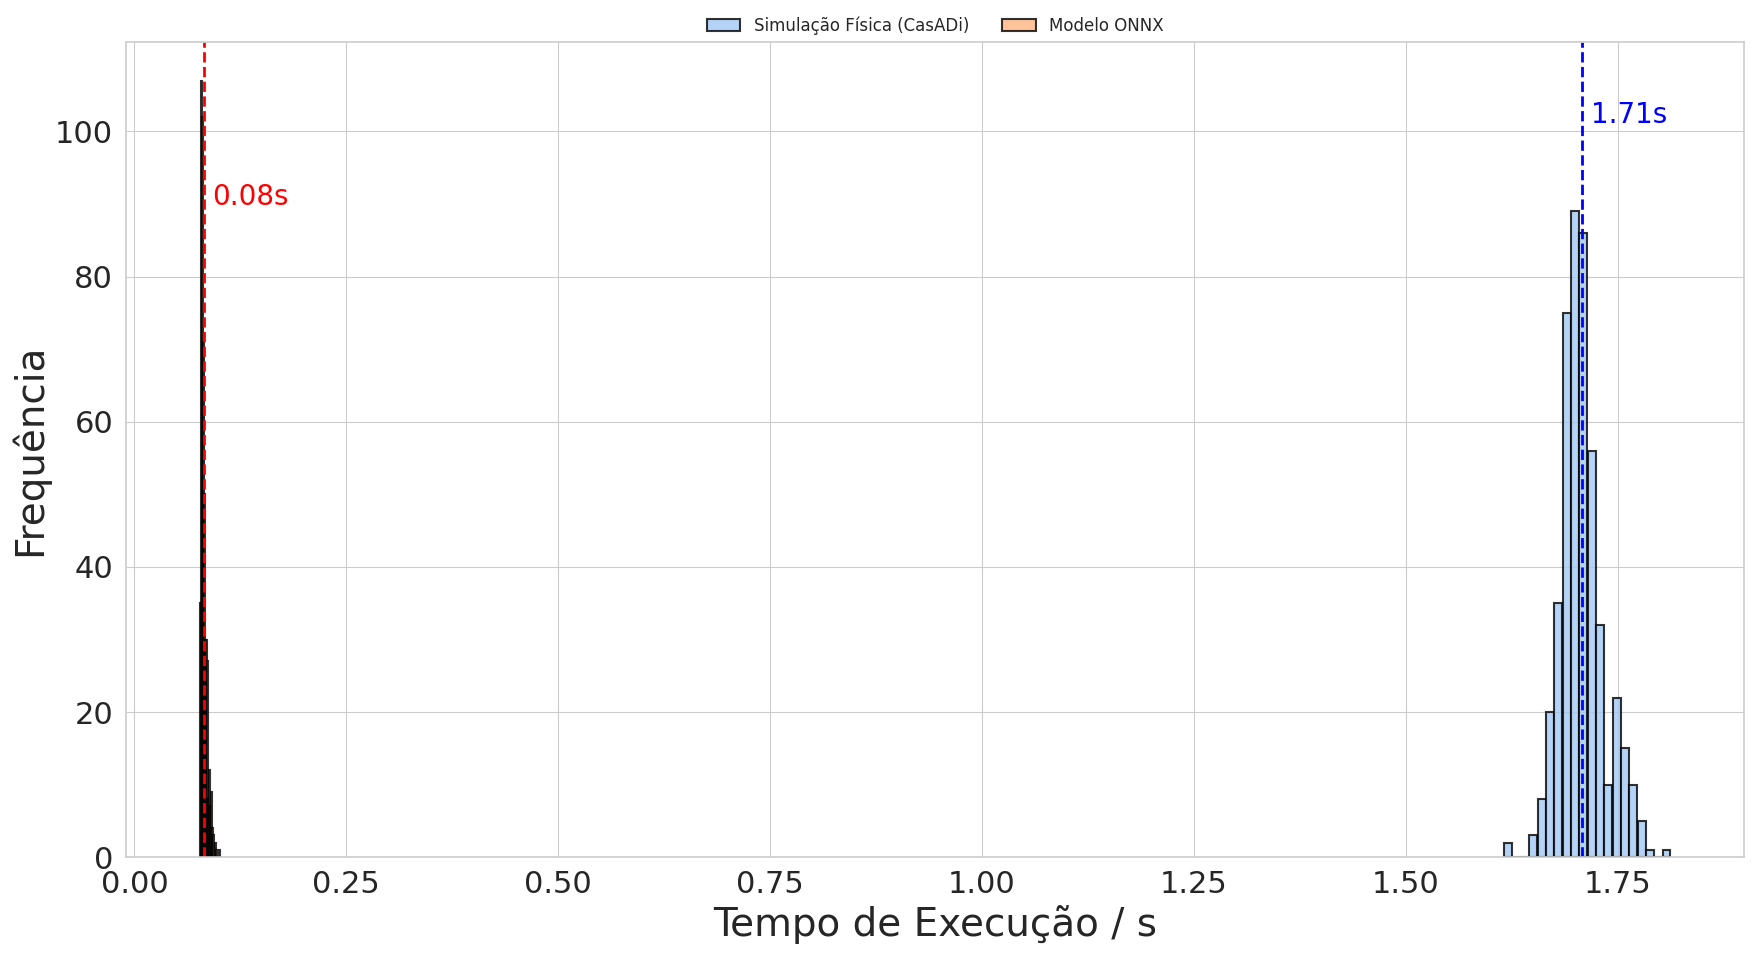 Simulação Física (CasADi) Modelo ONNX
1.71s
100
0.08s
80
60
40
20
0
Frequência
0.00 0.25 0.50 0.75 1.00 1.25 1.50 1.75
Tempo de Execução / s